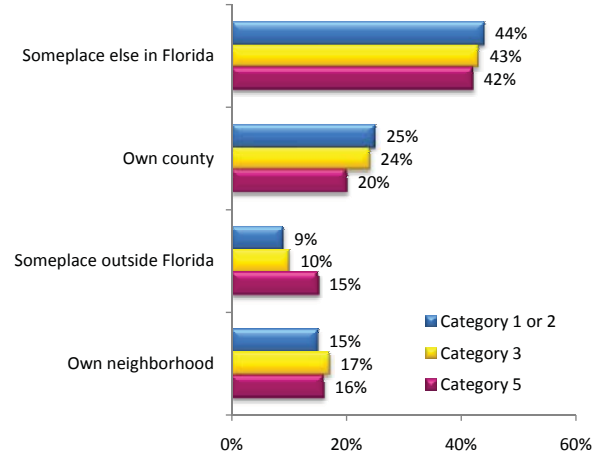 Someplace else in Florida
44%
43%
42%
Own county
25%
24%
20%
Someplace outside Florida
9%
10%
15%
Own neighborhood
15%
17%
16%
Category 1 or 2
Category 3
Category 5
0% 20% 40% 60%